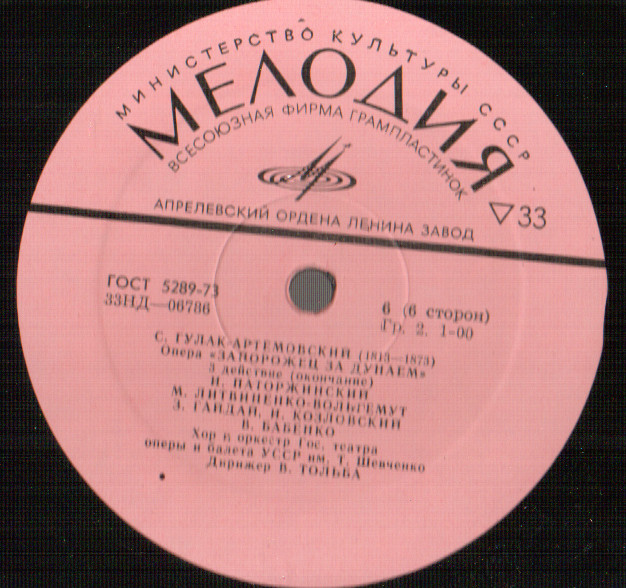 МИНИСТЕРСТВО КУЛЬТУРЫ СССР
МЕЛОДИЯ
ВСЕСОЮЗНАЯ ФИРМА ГРАМПЛАСТИНОК
АПРЕЛЕВСКИЙ ОРДЕНА ЛЕНИНА ЗАВОД
33
ГОСТ 5289-73
33НД—06786
6 (6 сторон)
Гр. 2. 1-00
С. ГУЛАК-АРТЕМОВСКИЙ (1813—1873)
Опера «ЗАПОРОЖЕЦ ЗА ДУНАЕМ»
3 действие (окончание)
И. ПАТОРЖИНСКИЙ
М. ЛИТВИНЕНКО-ВОЛЬГЕМУТ
З. ГАЙДАЙ, И. КОЗЛОВСКИЙ
В. БАБЕНКО
Хор и оркестр Гос. театра
оперы и балета УССР им. Т. Шевченко
Дирижер В. ТОЛЬБА